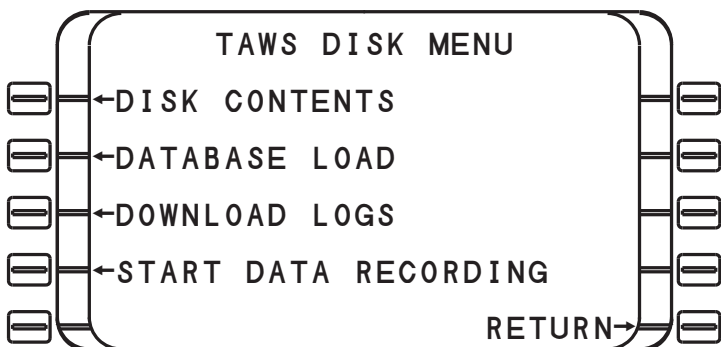 TAWS DISK MENU
←DISK CONTENTS
←DATABASE LOAD
←DOWNLOAD LOGS
←START DATA RECORDING
RETURN→